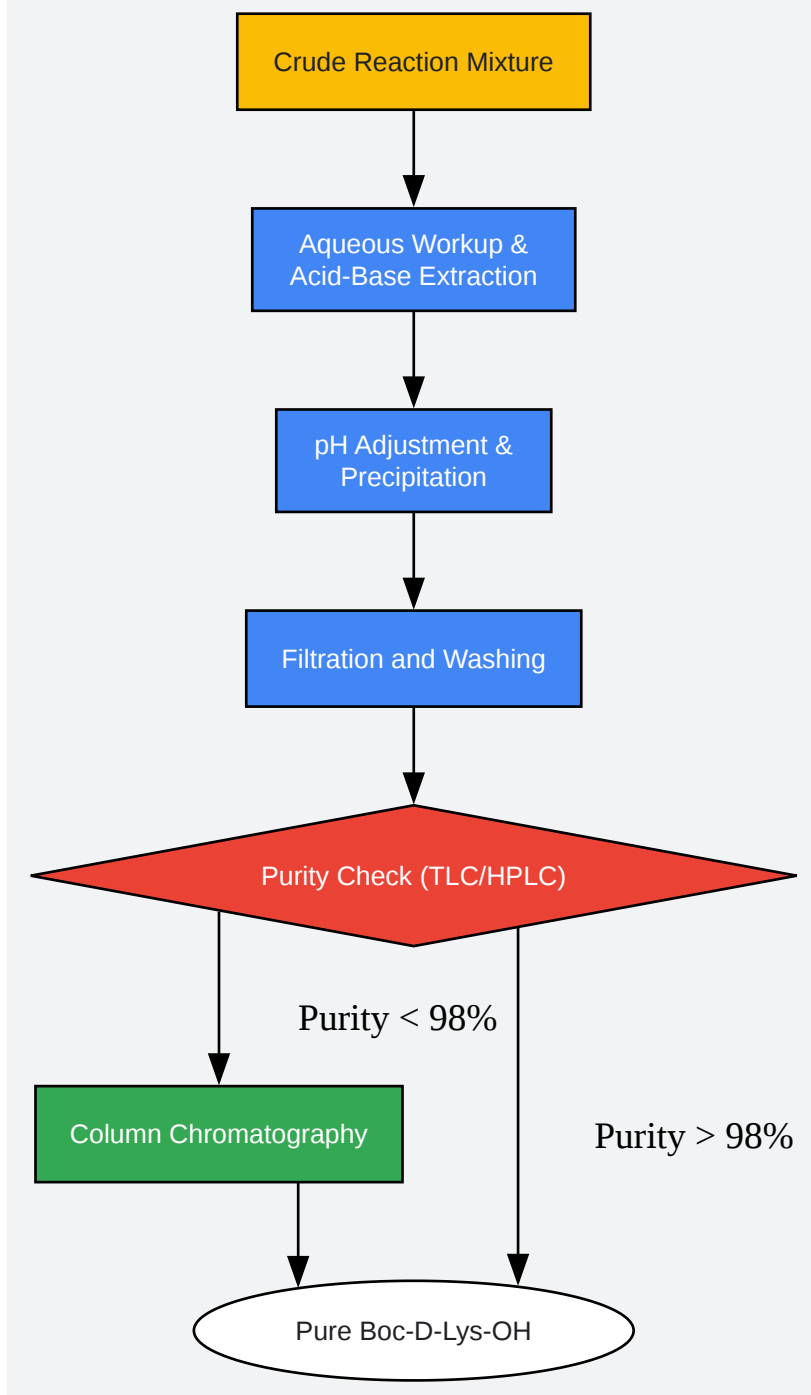 Crude Reaction Mixture
Aqueous Workup &
Acid-Base Extraction
pH Adjustment &
Precipitation
Filtration and Washing
Purity Check (TLC/HPLC)
Purity < 98%
Column Chromatography
Purity > 98%
Pure Boc-D-Lys-OH